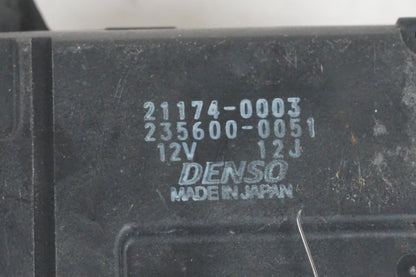 21174-0003
235600-0051
12V 12J
DENSO
MADE IN JAPAN